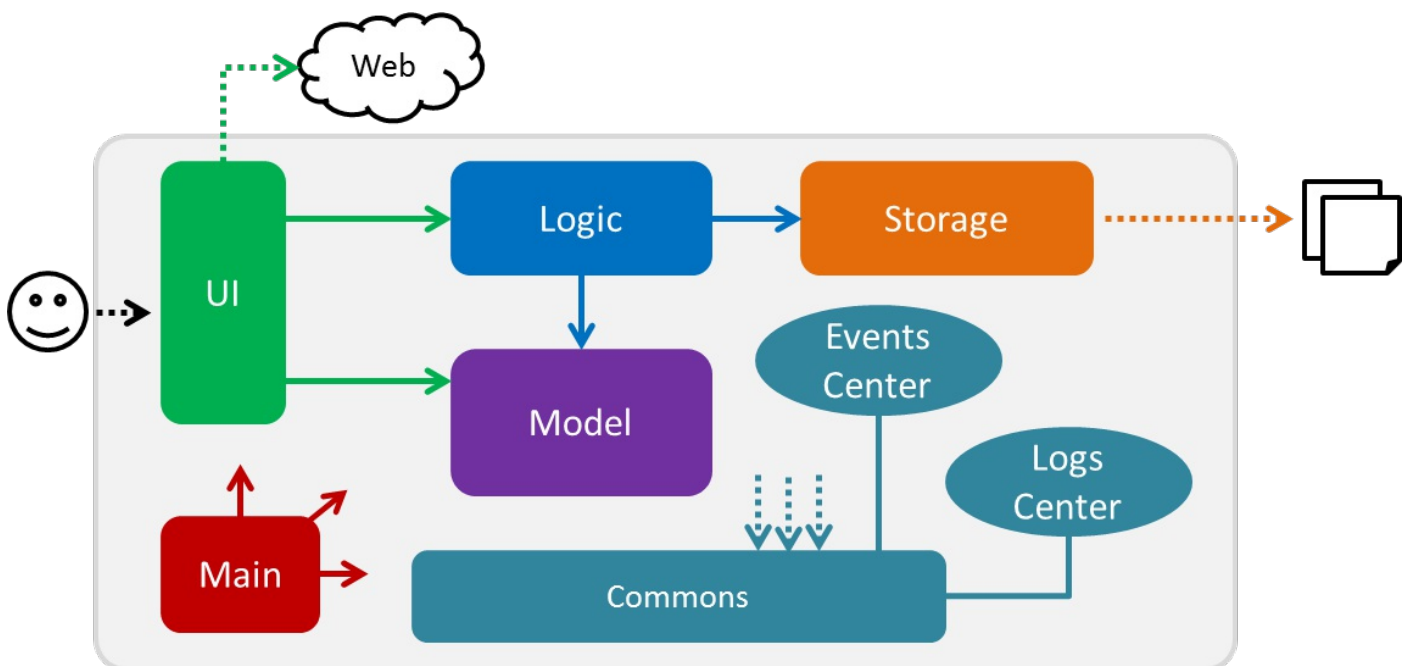 Web
Logic
Storage
UI
Events
Center
Model
Logs
Center
Main
Commons